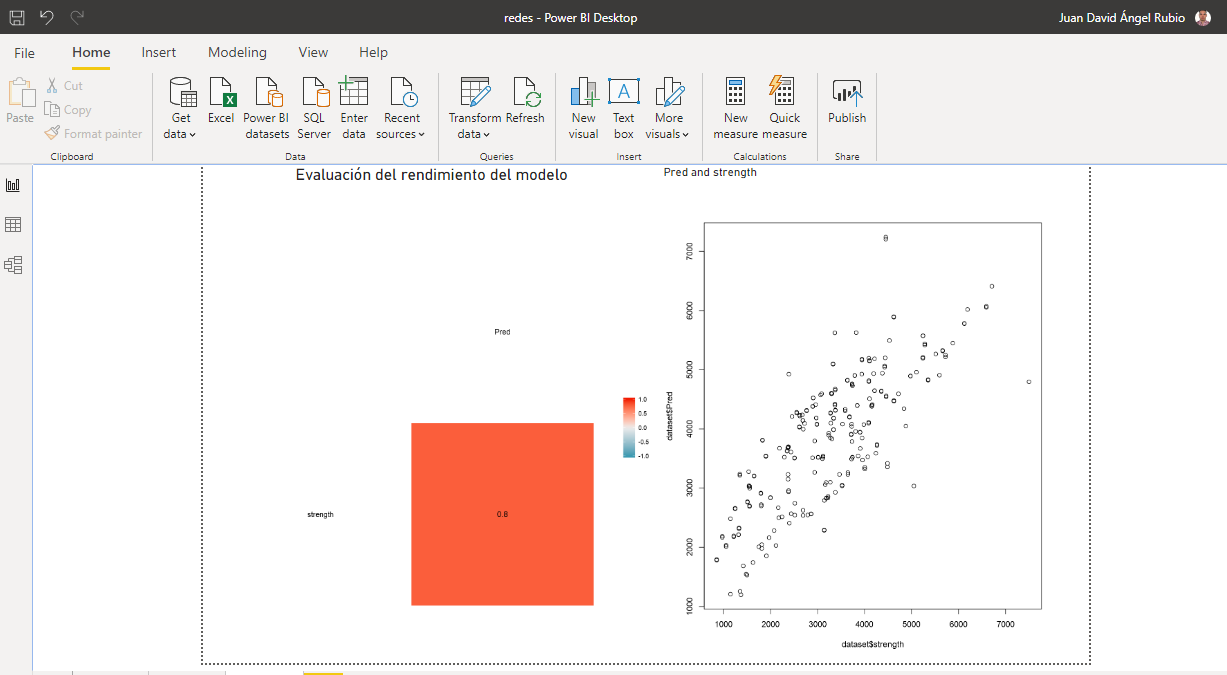 redes - Power BI Desktop
Juan David Ángel Rubio
File Home Insert Modeling View Help
Paste
Cut
Copy
Format painter
Clipboard
Get data
Excel
Power BI datasets
SQL Server
Enter data
Recent sources
Data
Transform data
Refresh
Queries
New visual
A
Text box
More visuals
Insert
New measure
Quick measure
Calculations
Publish
Share
Evaluación del rendimiento del modelo
Pred
strength
0.8
1.0
0.5
0.0
-0.5
-1.0
Pred and strength
dataset$Pred
7000
6000
5000
4000
3000
2000
1000
1000 2000 3000 4000 5000 6000 7000
dataset$strength